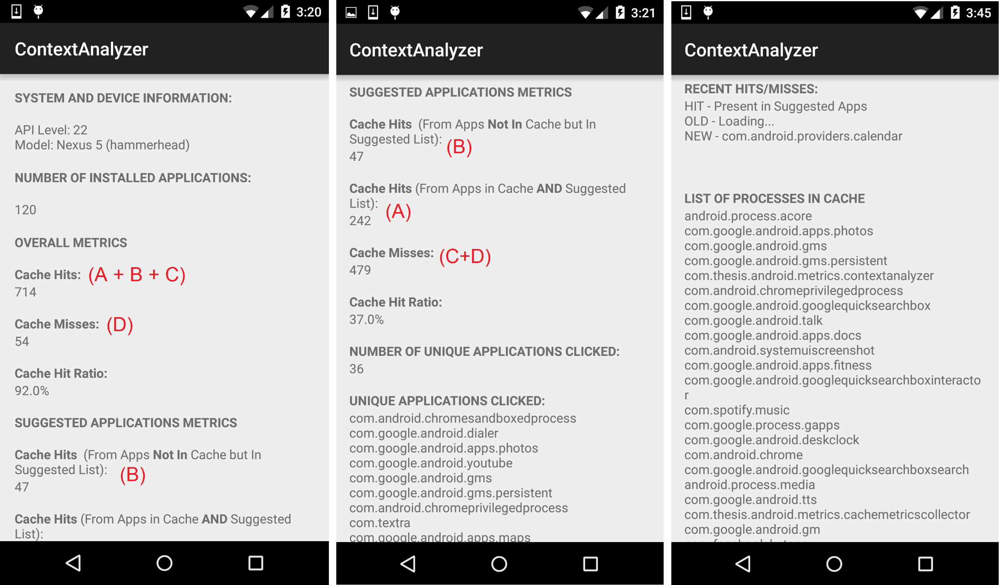 3:20
ContextAnalyzer
SYSTEM AND DEVICE INFORMATION:
API Level: 22
Model: Nexus 5 (hammerhead)
NUMBER OF INSTALLED APPLICATIONS:
120
OVERALL METRICS
Cache Hits: (A + B + C)
714
Cache Misses: (D)
54
Cache Hit Ratio:
92.0%
SUGGESTED APPLICATIONS METRICS
Cache Hits (From Apps Not In Cache but In
Suggested List): (B)
47
Cache Hits (From Apps in Cache AND Suggested
List):
3:21
ContextAnalyzer
SUGGESTED APPLICATIONS METRICS
Cache Hits (From Apps Not In Cache but In
Suggested List): (B)
47
Cache Hits (From Apps in Cache AND Suggested
List): (A)
242
Cache Misses: (C+D)
479
Cache Hit Ratio:
37.0%
NUMBER OF UNIQUE APPLICATIONS CLICKED:
36
UNIQUE APPLICATIONS CLICKED:
com.android.chromesandboxedprocess
com.google.android.dialer
com.google.android.apps.photos
com.google.android.youtube
com.google.android.gms
com.google.android.gms.persistent
com.android.chromeprivilegedprocess
com.textra
com.google.android.apps.maps
3:45
ContextAnalyzer
RECENT HITS/MISSES:
HIT - Present in Suggested Apps
OLD - Loading...
NEW - com.android.providers.calendar
LIST OF PROCESSES IN CACHE
android.process.acore
com.google.android.apps.photos
com.google.android.gms
com.google.android.gms.persistent
com.thesis.android.metrics.contextanalyzer
com.android.chromeprivilegedprocess
com.google.android.googlequicksearchbox
com.google.android.talk
com.google.android.apps.docs
com.android.systemuiscreenshot
com.google.android.apps.fitness
com.google.android.googlequicksearchboxinteracto
r
com.spotify.music
com.google.process.gapps
com.google.android.deskclock
com.android.chrome
com.google.android.googlequicksearchboxsearch
android.process.media
com.google.android.tts
com.thesis.android.metrics.cachemetricscollector
com.google.android.gm